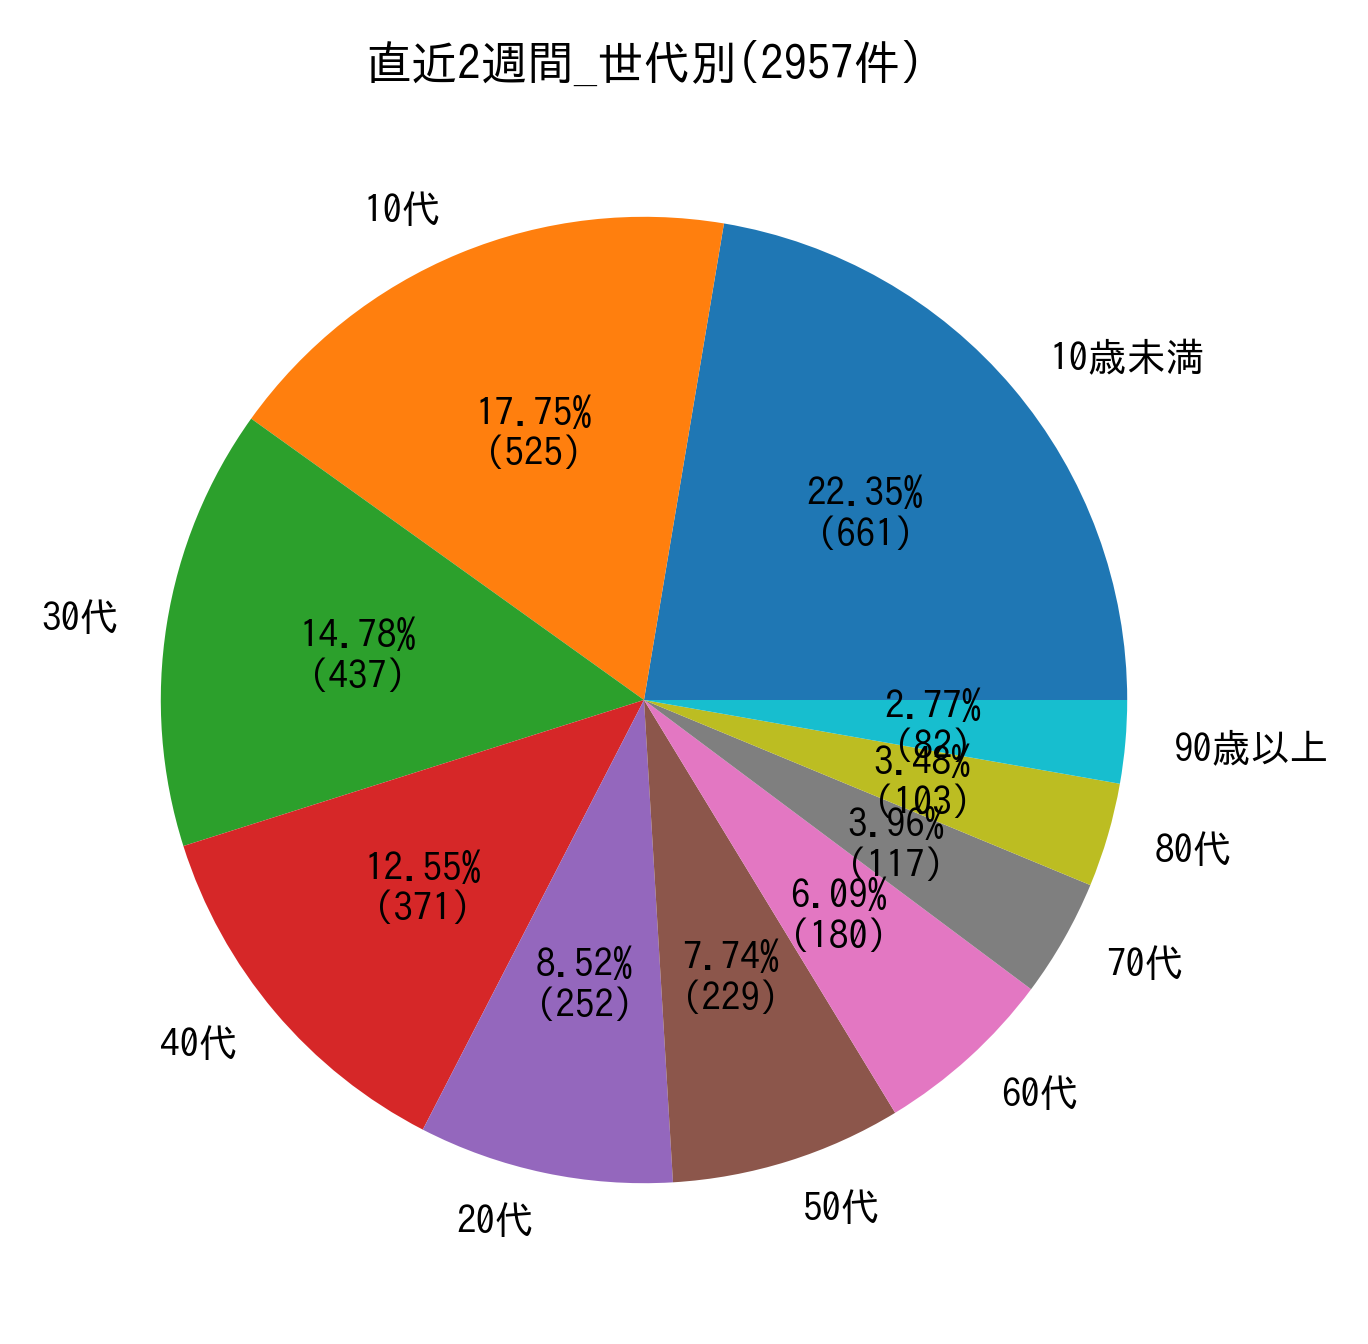 直近2週間_世代別(2957件)
10代
10歳未満
17.75%
(525)
22.35%
(661)
30代
14.78%
(437)
2.77%
(82)
90歳以上
3.48%
(103)
80代
3.96%
(117)
12.55%
(371)
6.09%
(180)
7.74%
(229)
8.52%
(252)
70代
40代
60代
50代
20代